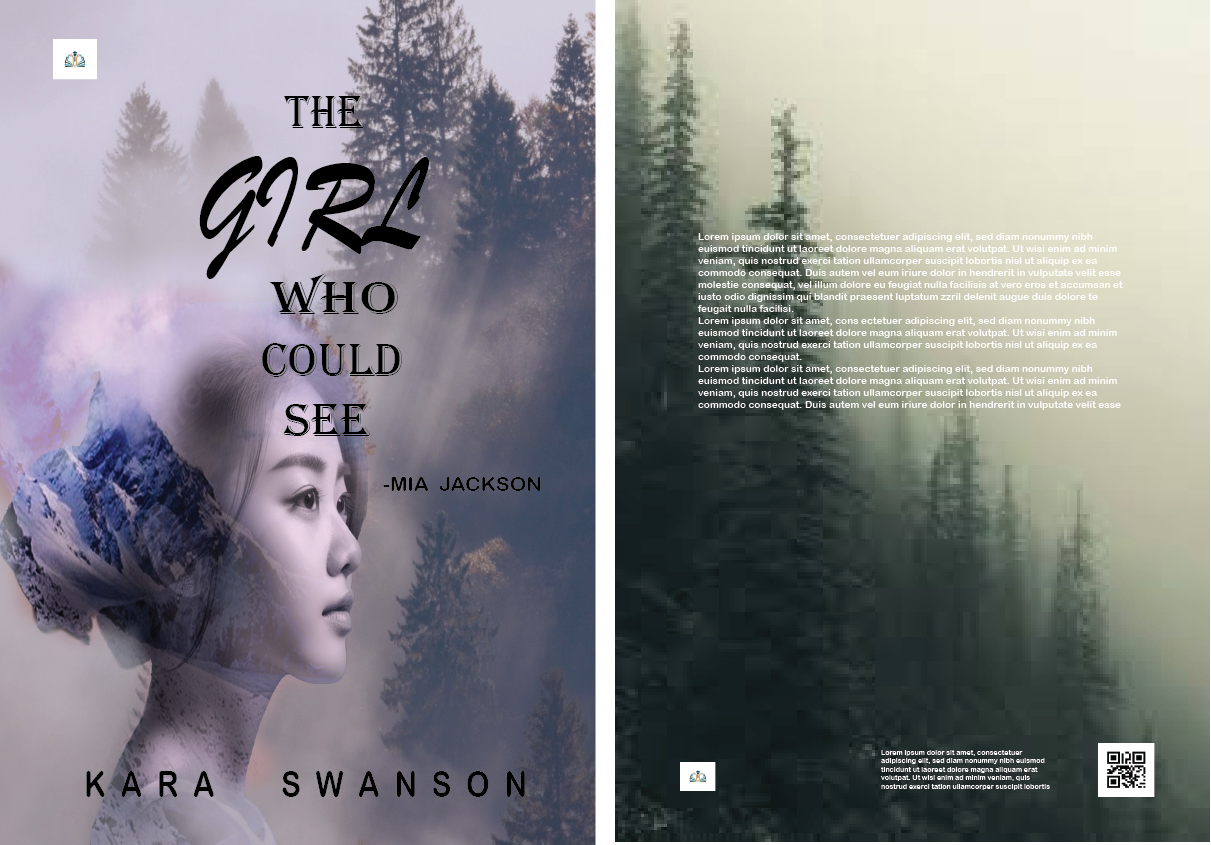 THE
GIRL
WHO
COULD
SEE
-MIA JACKSON
KARA SWANSON
Lorem ipsum dolor sit amet, consectetuer adipiscing elit, sed diam nonummy nibh
euismod tincidunt ut laoreet dolore magna aliquam erat volutpat. Ut wisi enim ad minim
veniam, quis nostrud exerci tation ullamcorper suscipit lobortis nisl ut aliquip ex ea
commodo consequat. Duis autem vel eum iriure dolor in hendrerit in vulputate velit esse
molestie consequat, vel illum dolore eu feugiat nulla facilisis at vero eros et accumsan et
iusto odio dignissim qui blandit praesent luptatum zzril delenit augue duis dolore te
feugait nulla facilisi.
Lorem ipsum dolor sit amet, cons ectetuer adipiscing elit, sed diam nonummy nibh
euismod tincidunt ut laoreet dolore magna aliquam erat volutpat. Ut wisi enim ad minim
veniam, quis nostrud exerci tation ullamcorper suscipit lobortis nisl ut aliquip ex ea
commodo consequat.
Lorem ipsum dolor sit amet, consectetuer adipiscing elit, sed diam nonummy nibh
euismod tincidunt ut laoreet dolore magna aliquam erat volutpat. Ut wisi enim ad minim
veniam, quis nostrud exerci tation ullamcorper suscipit lobortis nisl ut aliquip ex ea
commodo consequat. Duis autem vel eum iriure dolor in hendrerit in vulputate velit esse
Lorem ipsum dolor sit amet, consectetuer
adipiscing elit, sed diam nonummy nibh euismod
tincidunt ut laoreet dolore magna aliquam erat
volutpat. Ut wisi enim ad minim veniam, quis
nostrud exerci tation ullamcorper suscipit lobortis